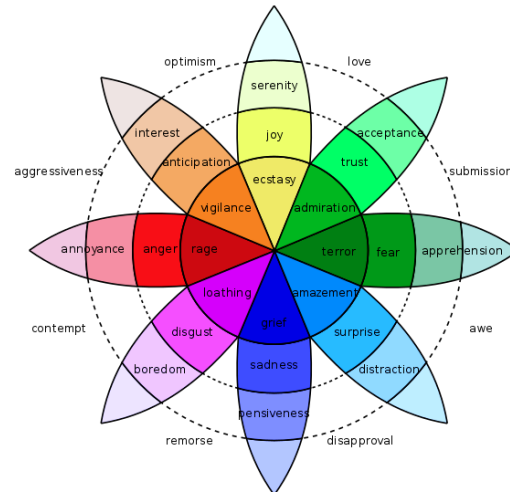 optimism
love
serenity
interest
acceptance
joy
anticipation
trust
aggressiveness
submission
ecstasy
vigilance
admiration
annoyance
anger
rage
terror
fear
apprehension
loathing
amazement
grief
contempt
disgust
surprise
awe
boredom
sadness
distraction
pensiveness
remorse
disapproval